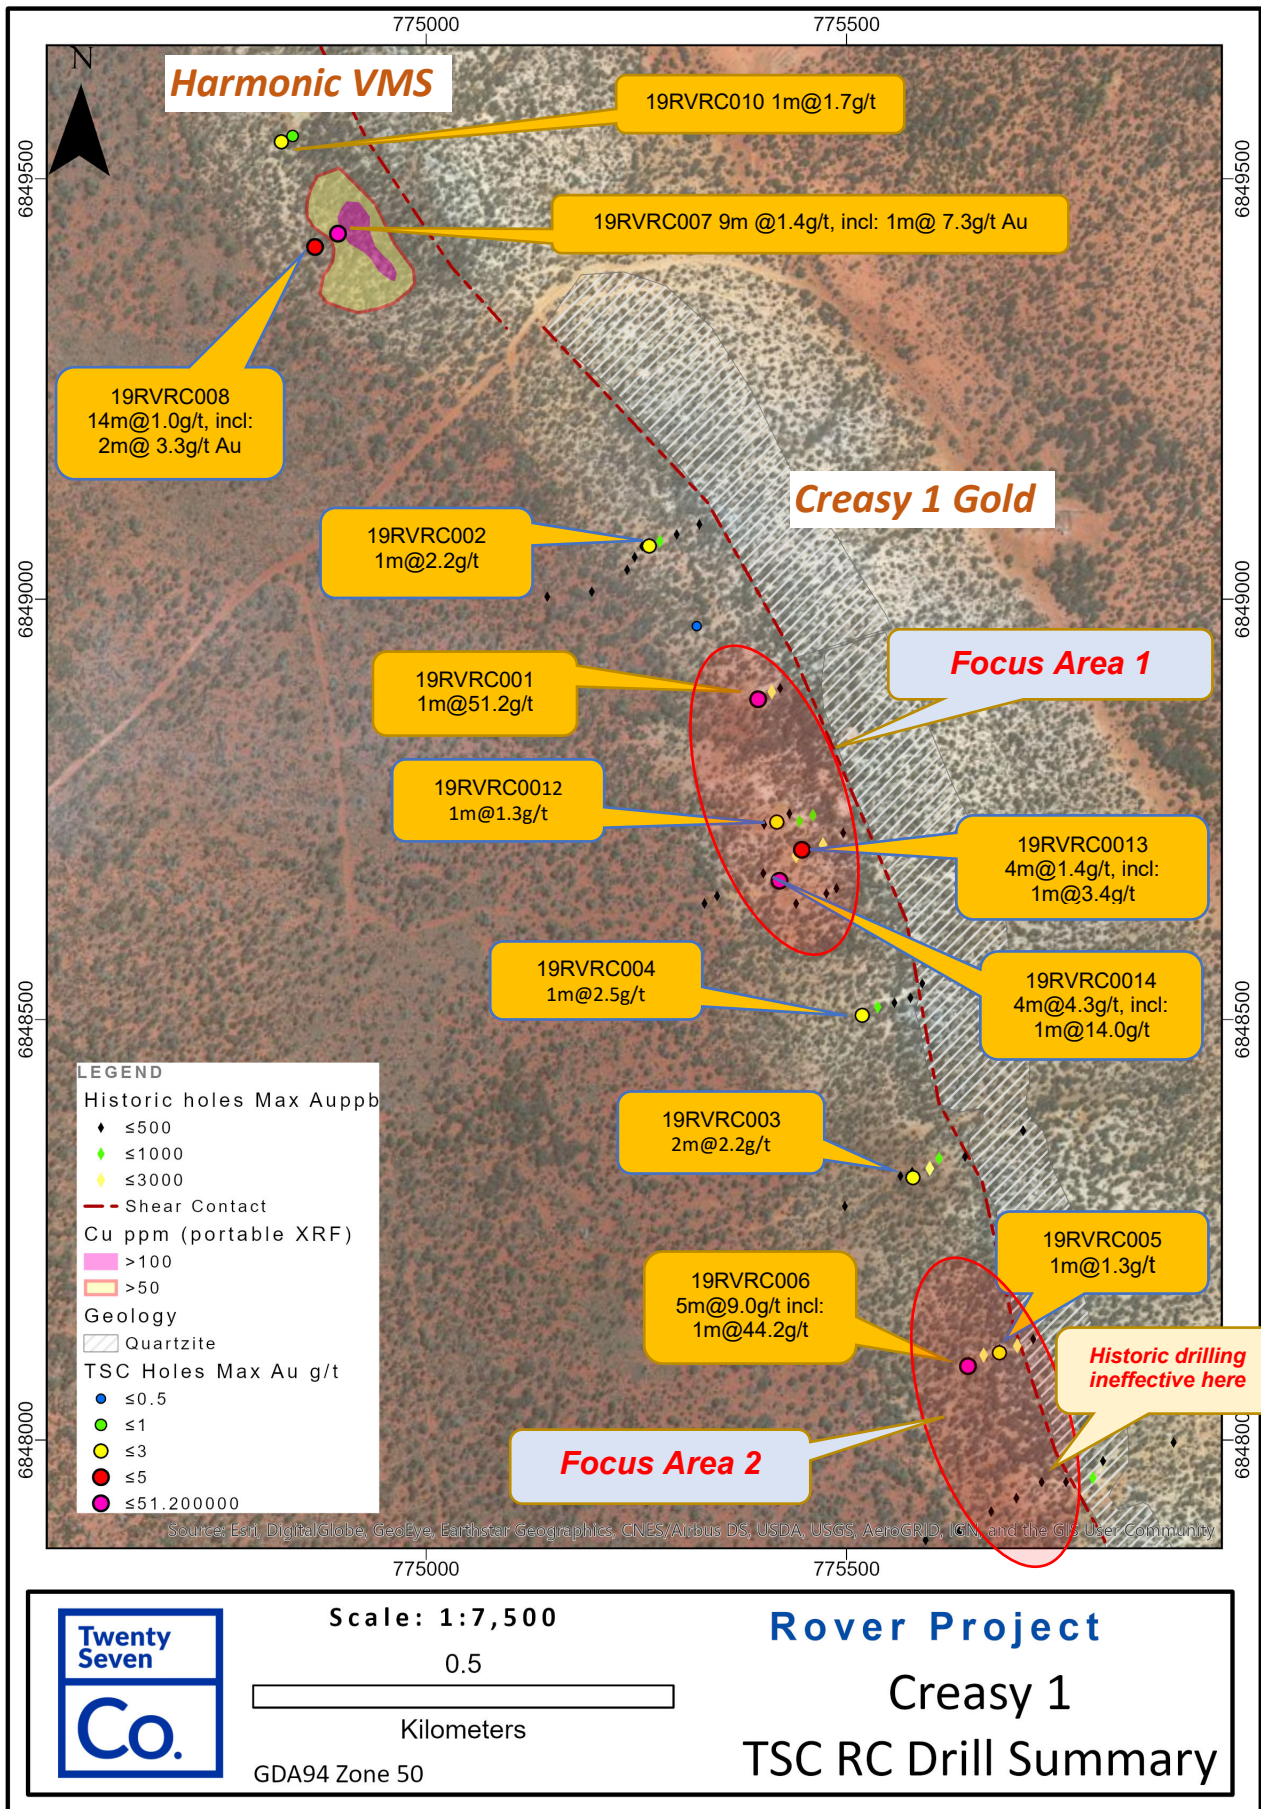 775000
775500
N
Harmonic VMS
19RVRC010 1m@1.7g/t
6849500
6849500
19RVRC007 9m @1.4g/t, incl: 1m@ 7.3g/t Au
19RVRC008
14m@1.0g/t, incl:
2m@ 3.3g/t Au
Creasy 1 Gold
19RVRC002
1m@2.2g/t
6849000
6849000
Focus Area 1
19RVRC001
1m@51.2g/t
19RVRC0012
1m@1.3g/t
19RVRC0013
4m@1.4g/t, incl:
1m@3.4g/t
19RVRC004
1m@2.5g/t
19RVRC0014
4m@4.3g/t, incl:
1m@14.0g/t
6848500
6848500
LEGEND
Historic holes Max Auppb
≤500
≤1000
≤3000
Shear Contact
Cu ppm (portable XRF)
>100
>50
Geology
Quartzite
TSC Holes Max Au g/t
≤0.5
≤1
≤3
≤5
≤51.200000
19RVRC003
2m@2.2g/t
19RVRC005
1m@1.3g/t
19RVRC006
5m@9.0g/t incl:
1m@44.2g/t
Historic drilling
ineffective here
Focus Area 2
6848000
684800
Source: Esri, DigitalGlobe, GeoEye, Earthstar Geographics, CNES/Airbus DS, USDA, USGS, AeroGRID, IGN, and the GIS User Community
775000
775500
Twenty
Seven
Co.
Scale: 1:7,500
0.5
Kilometers
GDA94 Zone 50
Rover Project
Creasy 1
TSC RC Drill Summary